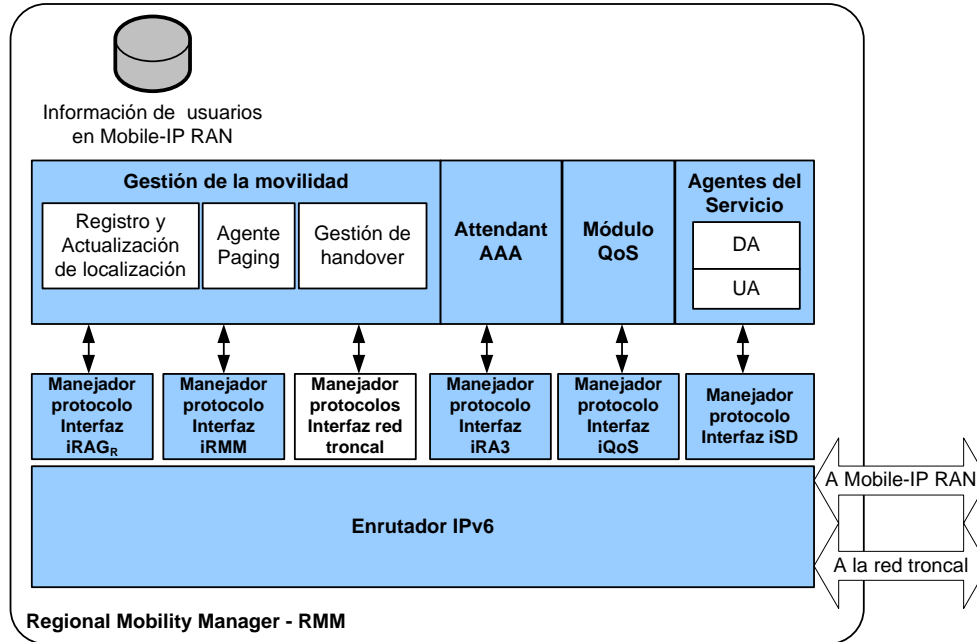 Información de usuarios
en Mobile-IP RAN
Gestión de la movilidad
Registro y
Actualización
de localización
Agente
Paging
Gestión de
handover
Attendant
AAA
Módulo
QoS
Agentes del
Servicio
DA
UA
Manejador
protocolo
Interfaz
iRAG_R
Manejador
protocolo
Interfaz
iRMM
Manejador
protocolos
Interfaz red
troncal
Manejador
protocolo
Interfaz
iRA3
Manejador
protocolo
Interfaz
iQoS
Manejador
protocolo
Interfaz iSD
A Mobile-IP RAN
Enrutador IPv6
A la red troncal
Regional Mobility Manager - RMM